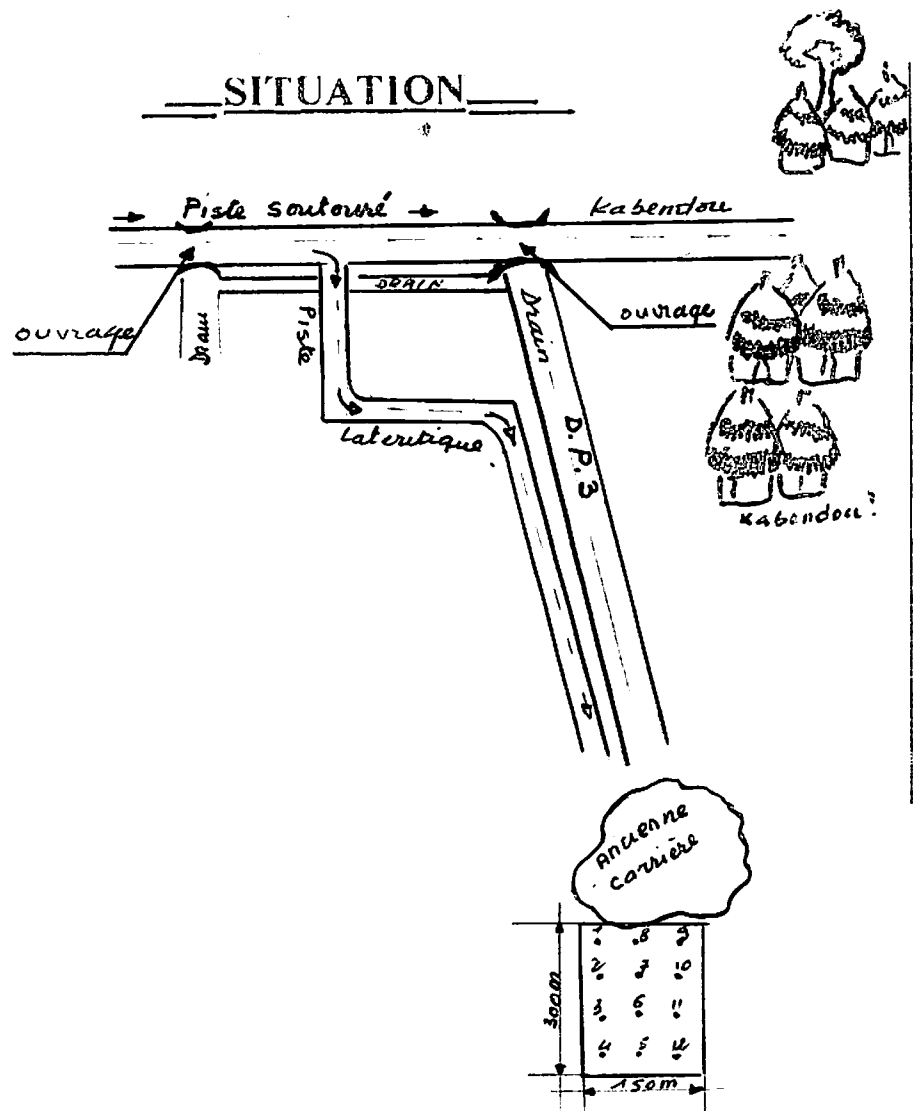 SITUATION
Piste soutouré
Kabendou
DRAIN
ouvrage
Drain
Piste
Drain D.P.3
ouvrage
Latéritique
Kabendou
Ancienne
carrière
1 8 9
2 7 10
3 6 11
4 5 12
300m
150m